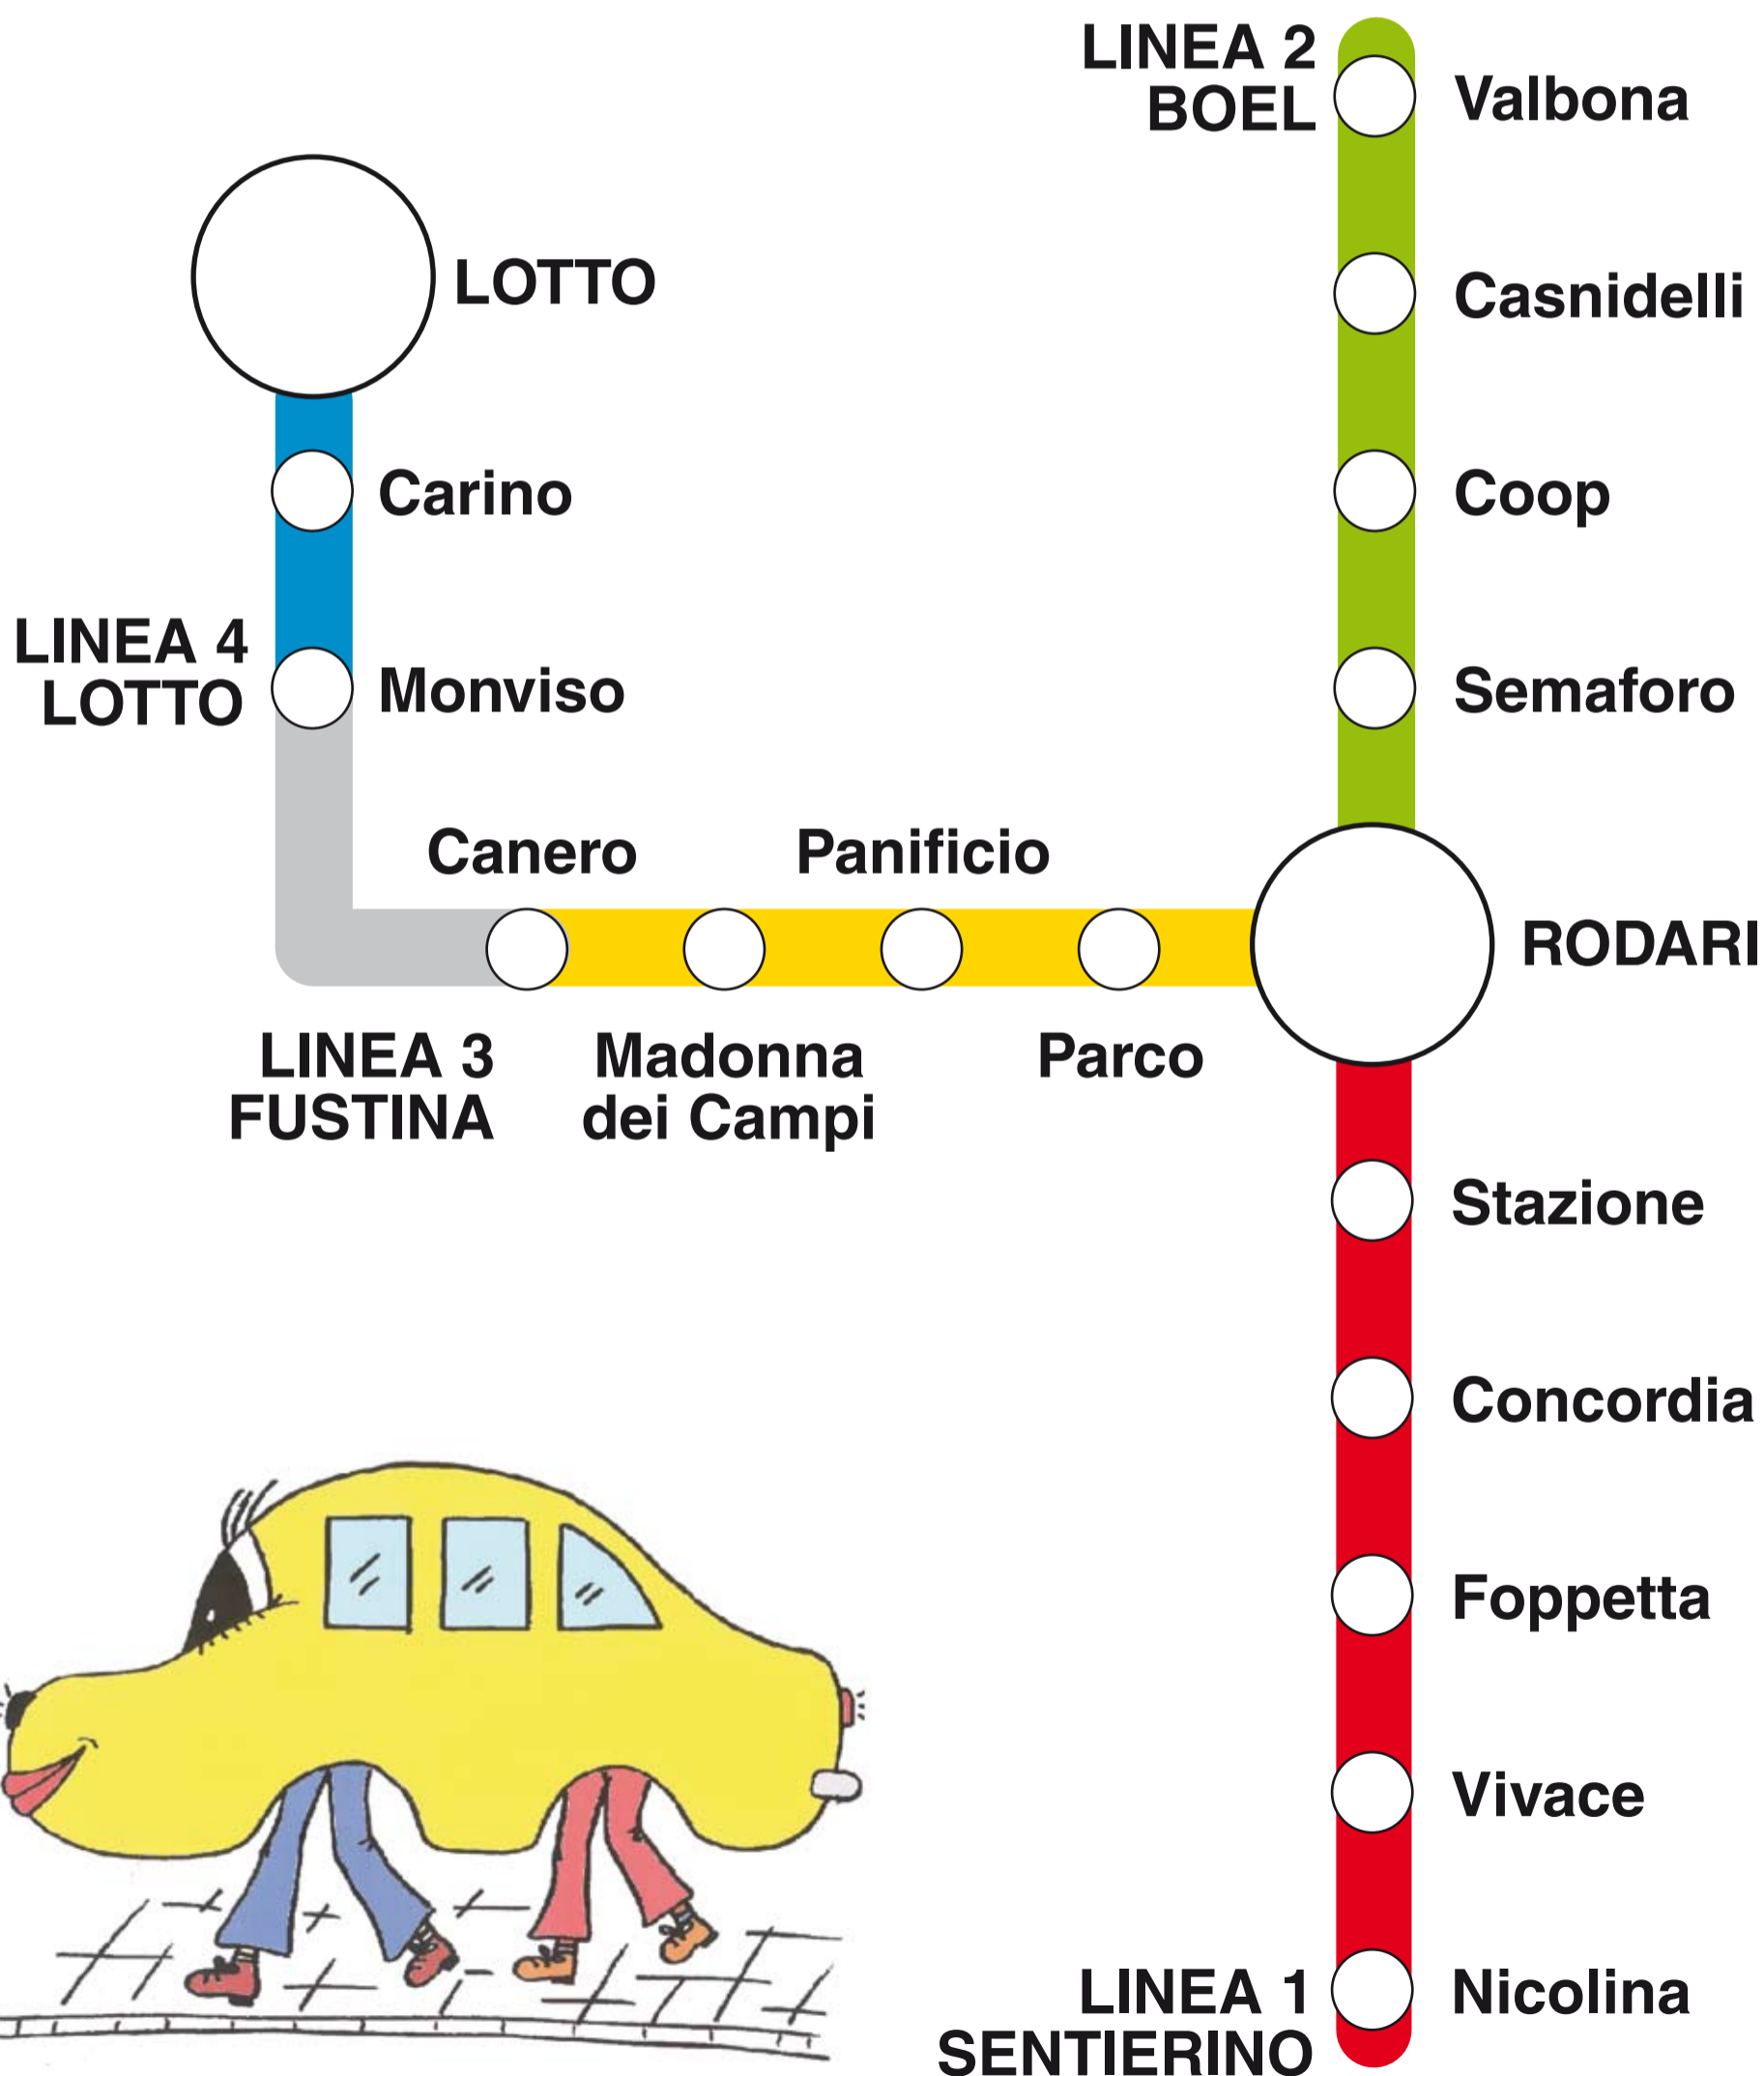 LINEA 2
BOEL
Valbona
Casnidelli
Coop
Semaforo
LOTTO
Carino
LINEA 4
LOTTO
Monviso
Canero
Panificio
RODARI
LINEA 3
FUSTINA
Madonna
dei Campi
Parco
Stazione
Concordia
Foppetta
Vivace
Nicolina
LINEA 1
SENTIERINO